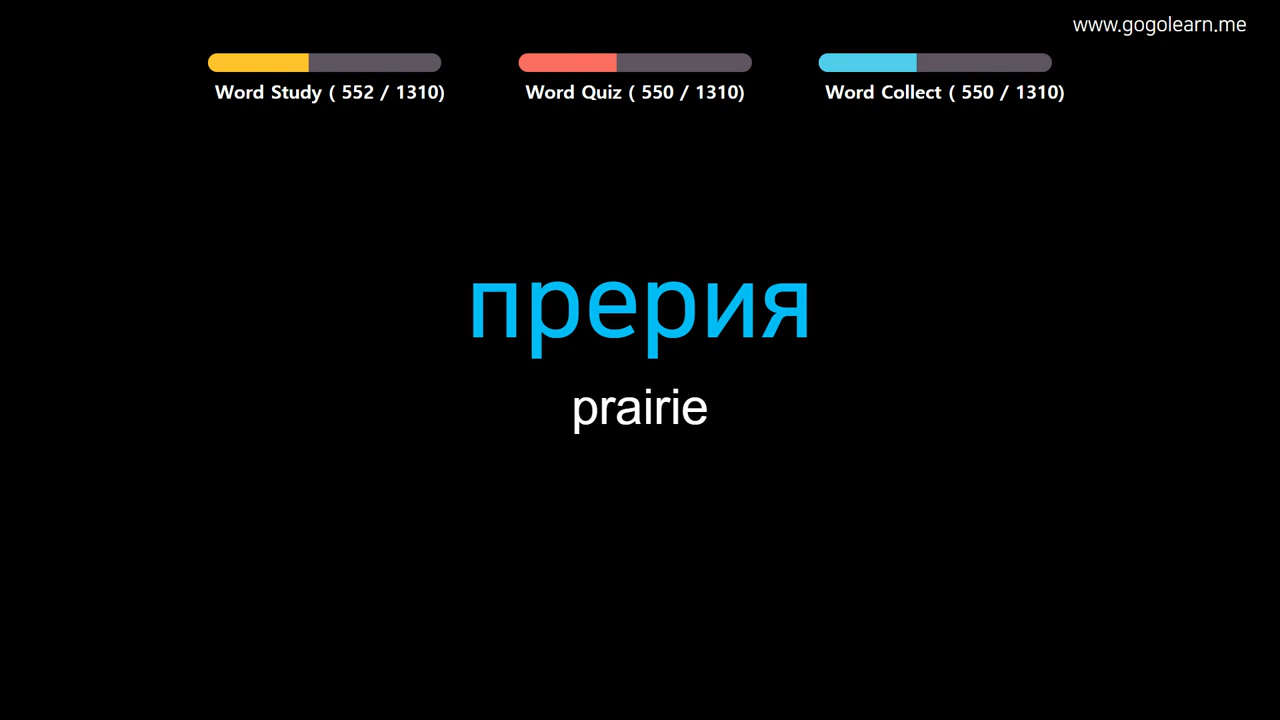 www.gogolearn.me
Word Study ( 552 / 1310)
Word Quiz ( 550 / 1310)
Word Collect ( 550 / 1310)
прерия
prairie